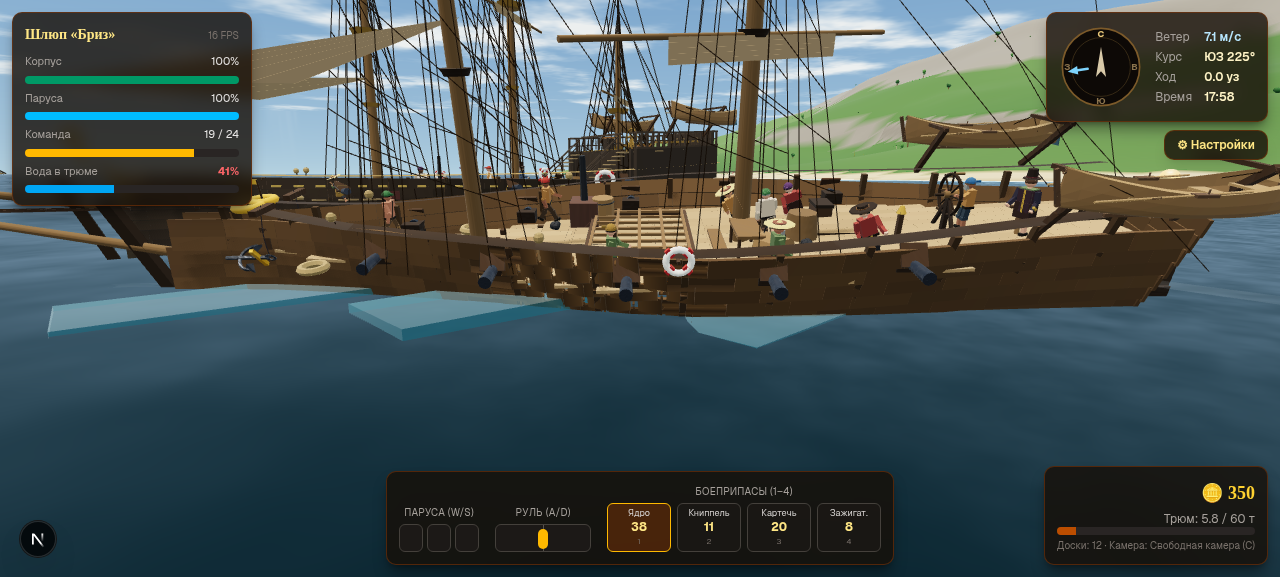 Шлюп «Бриз» 16 FPS
Корпус 100%
Паруса 100%
Команда 19 / 24
Вода в трюме 41%
С
З В
Ю
Ветер 7.1 м/с
Курс ЮЗ 225°
Ход 0.0 уз
Время 17:58
⚙ Настройки
ПАРУСА (W/S)
РУЛЬ (A/D)
БОЕПРИПАСЫ (1–4)
Ядро 38 1
Книппель 11 2
Картечь 20 3
Зажигат. 8 4
350
Трюм: 5.8 / 60 т
Доски: 12 · Камера: Свободная камера (C)
N